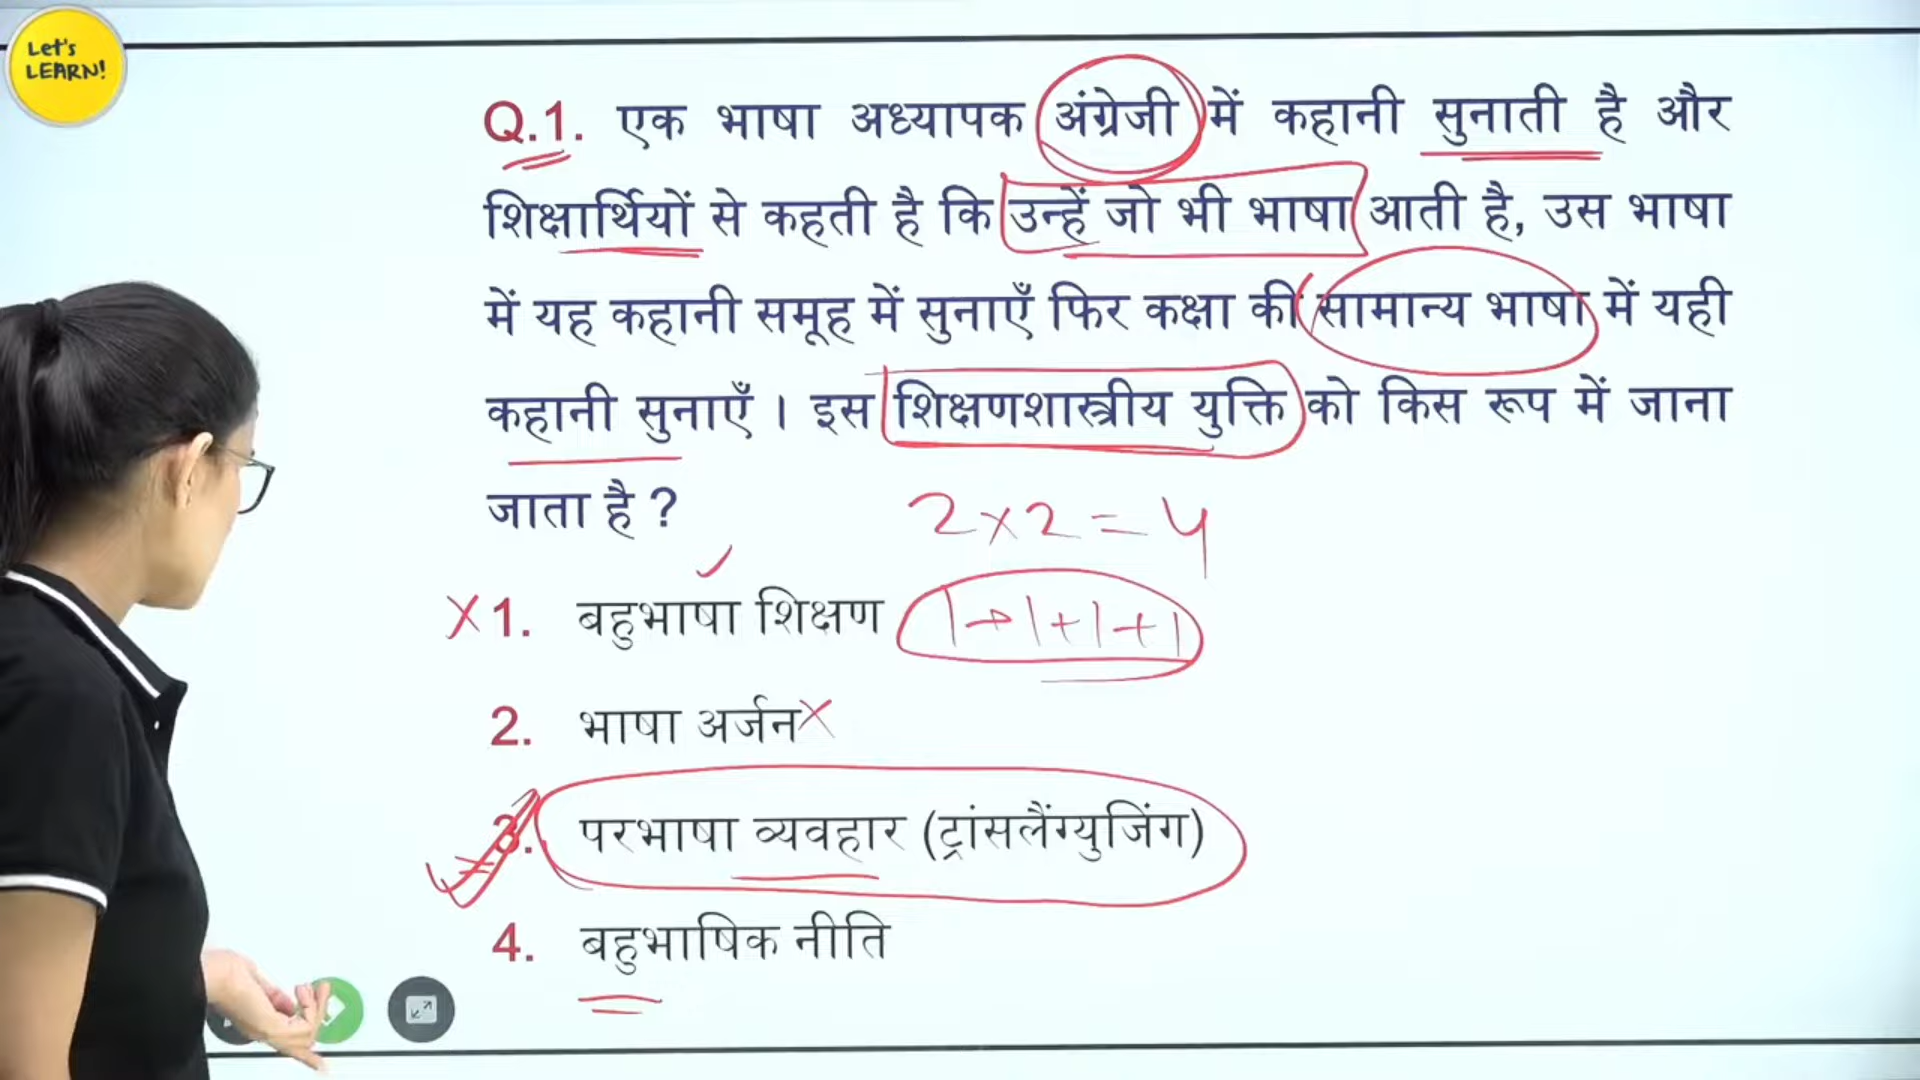 Let's
LEARN!
Q.1. एक भाषा अध्यापक अंग्रेजी में कहानी सुनाती है और
शिक्षार्थियों से कहती है कि उन्हें जो भी भाषा आती है, उस भाषा
में यह कहानी समूह में सुनाएँ फिर कक्षा की सामान्य भाषा में यही
कहानी सुनाएँ । इस शिक्षणशास्त्रीय युक्ति को किस रूप में जाना
जाता है ?
2×2=4
1. बहुभाषा शिक्षण 1→1+1+1
2. भाषा अर्जन
3. परभाषा व्यवहार (ट्रांसलैंग्युजिंग)
4. बहुभाषिक नीति